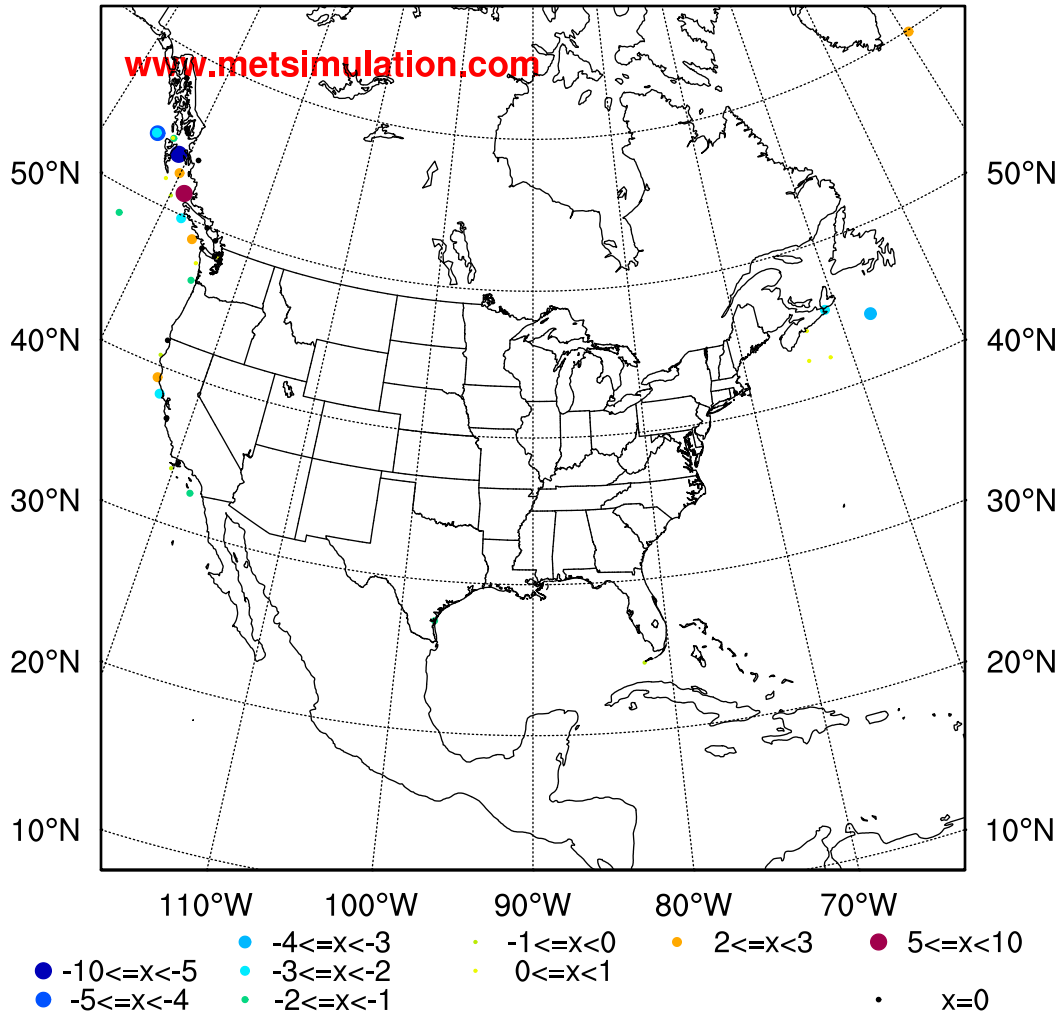 www.metsimulation.com
50°N 50°N
40°N 40°N
30°N 30°N
20°N 20°N
10°N 10°N
110°W 100°W 90°W 80°W 70°W
-4<=x<-3 -1<=x<0 2<=x<3 5<=x<10
-10<=x<-5 -3<=x<-2 0<=x<1
-5<=x<-4 -2<=x<-1 x=0